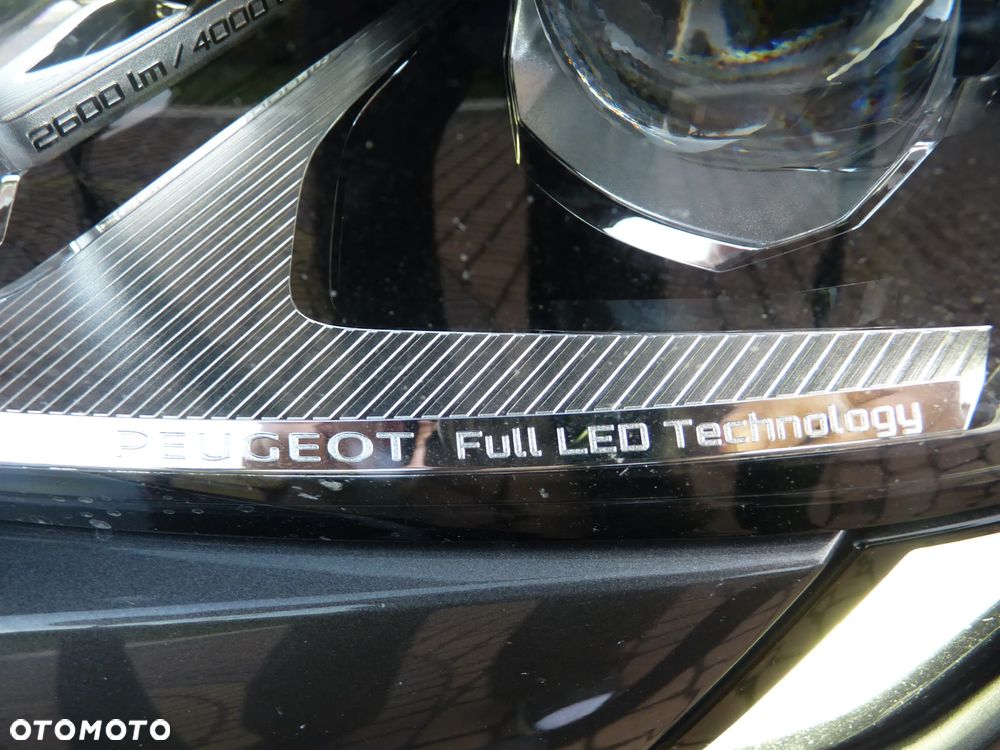 2600 lm / 4000
PEUGEOT Full LED Technology
OTOMOTO